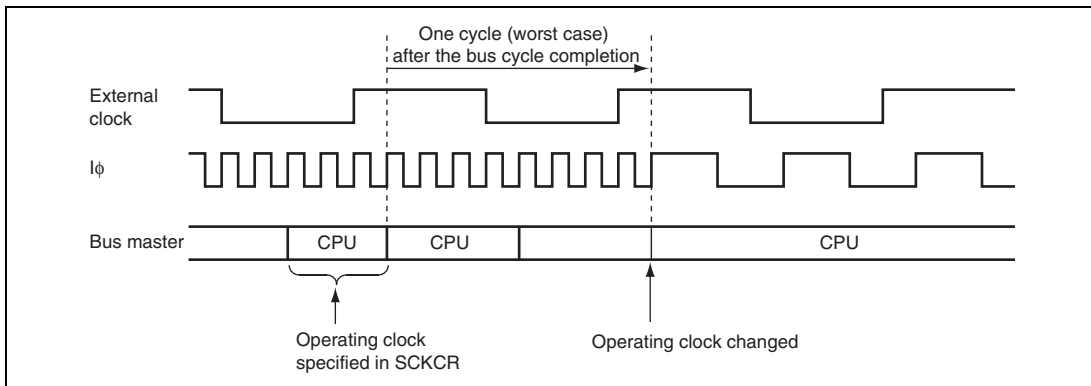 One cycle (worst case)
after the bus cycle completion
External
clock
Iφ
Bus master
CPU
CPU
CPU
Operating clock
specified in SCKCR
Operating clock changed